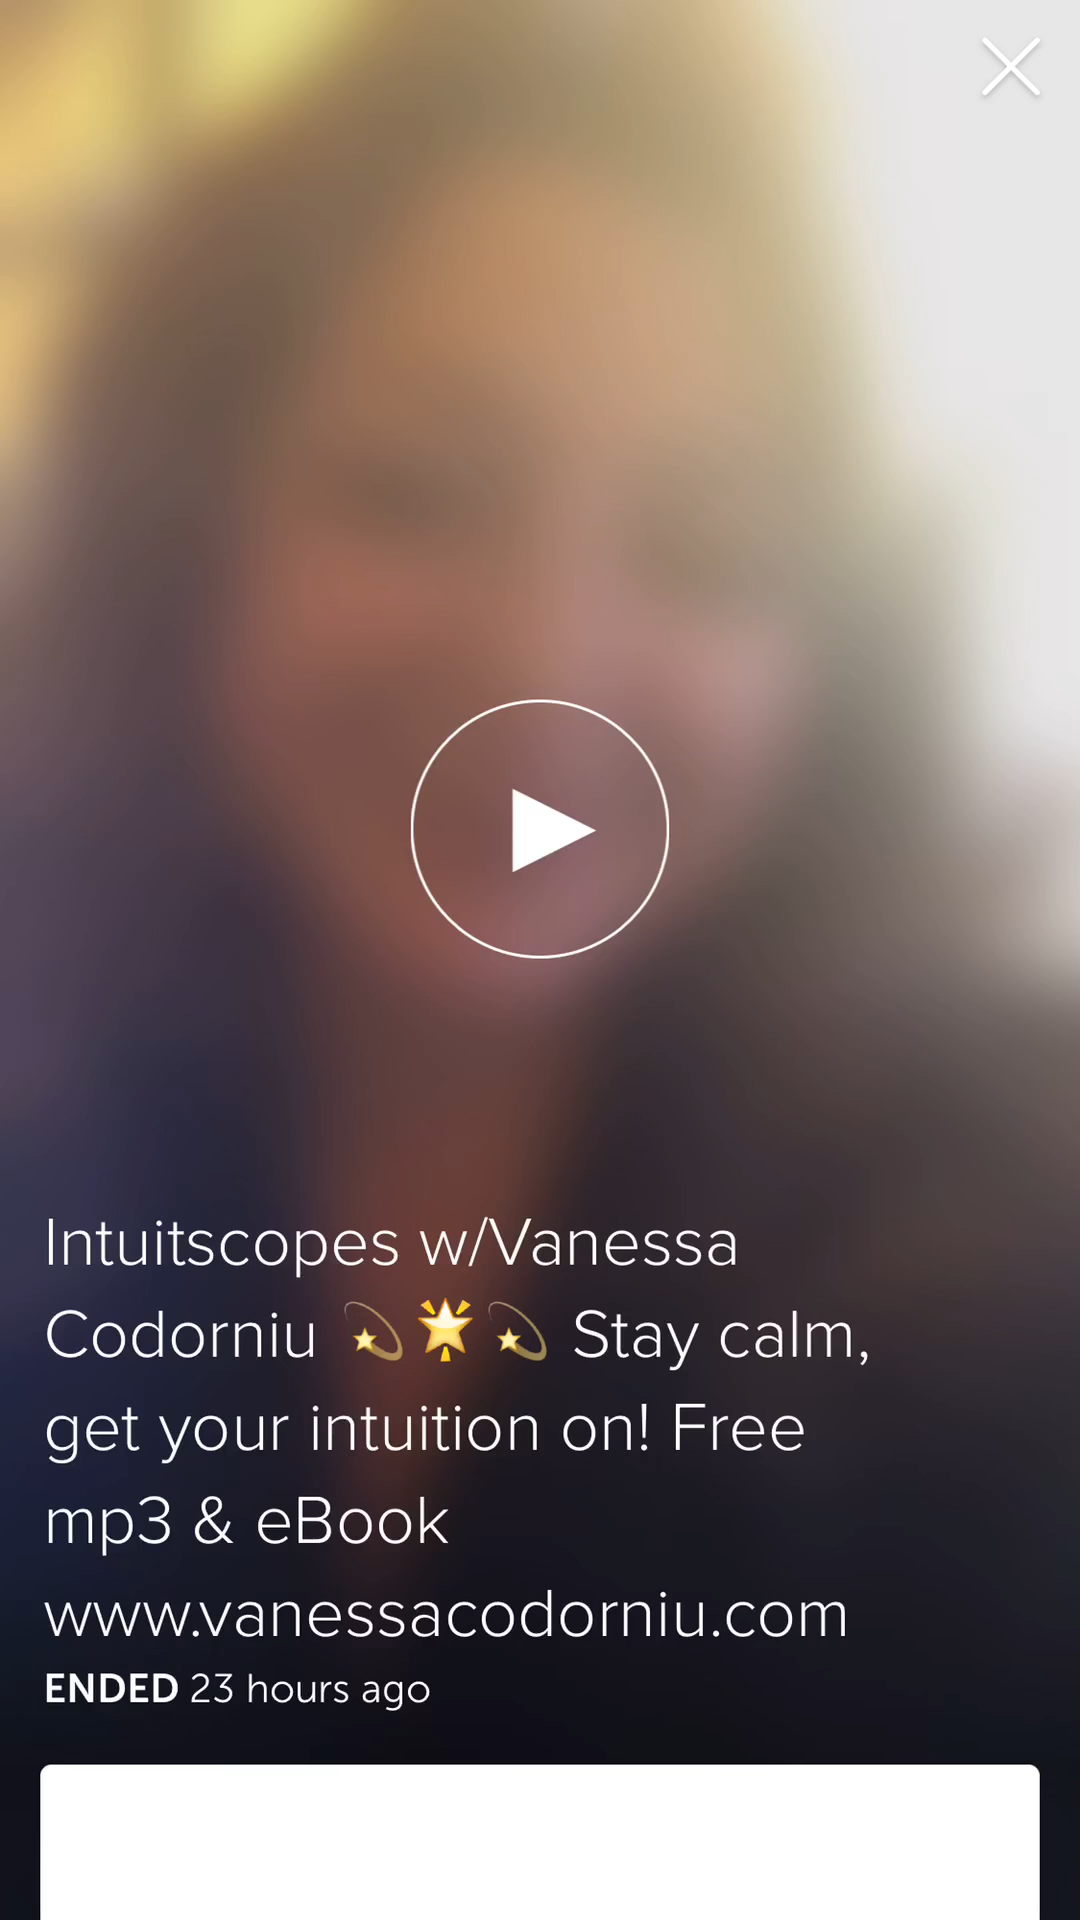 Intuitscopes w/Vanessa
Codorniu 💫🌟💫 Stay calm,
get your intuition on! Free
mp3 & eBook
www.vanessacodorniu.com
ENDED 23 hours ago